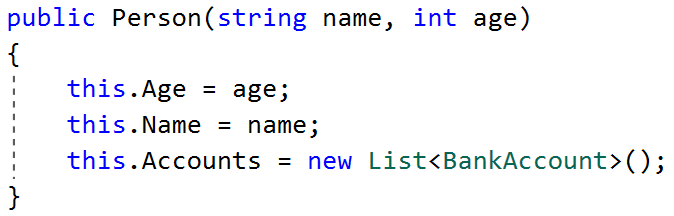 public Person(string name, int age)
{
    this.Age = age;
    this.Name = name;
    this.Accounts = new List<BankAccount>();
}